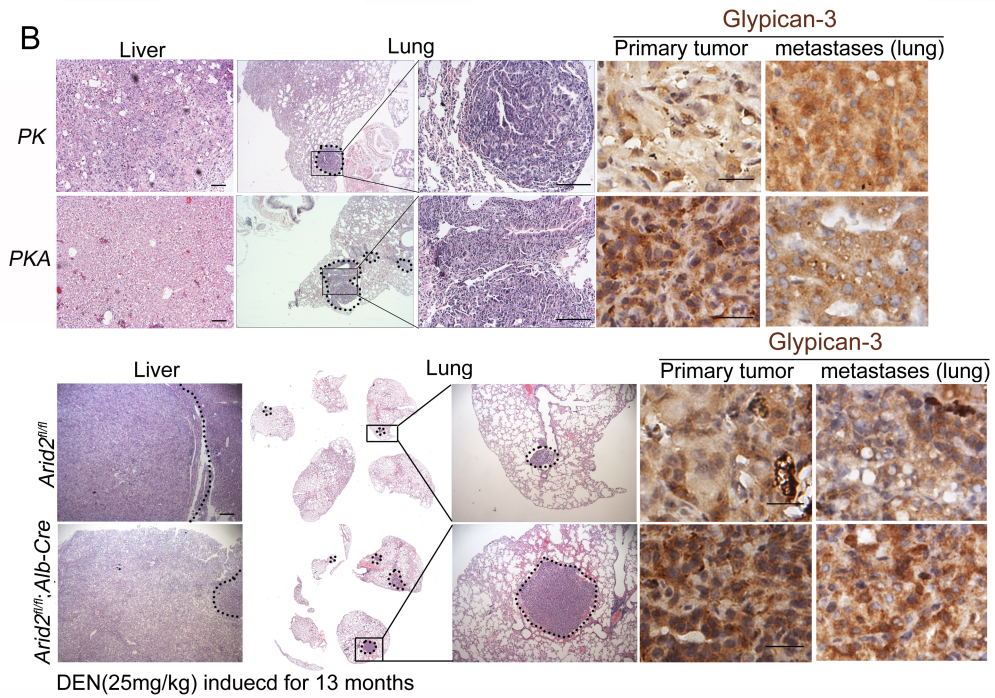 B
Glypican-3
Liver
Lung
Primary tumor
metastases (lung)
PK
PKA
Glypican-3
Liver
Lung
Primary tumor
metastases (lung)
Arid2fl/fl
Arid2fl/fl;Alb-Cre
DEN(25mg/kg) induecd for 13 months